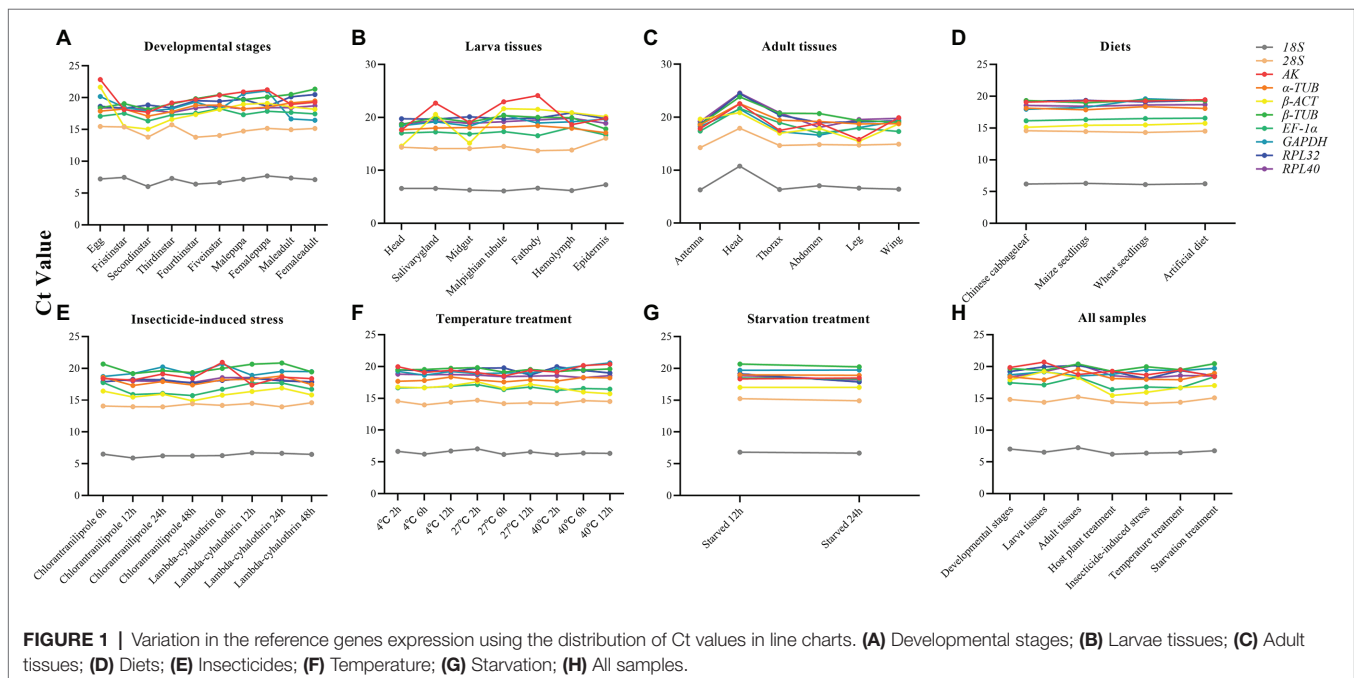 A
Developmental stages
25
20
15
10
5
0
Egg
Fristinstar
Secondinstar
Thirdinstar
Fourthinstar
Fiveinstar
Malepupa
Femalepupa
Maleadult
Femaleadult
B
Larva tissues
30
20
10
0
Head
Salivarygland
Midgut
Malpighian tubule
Fatbody
Hemolymph
Epidermis
C
Adult tissues
30
20
10
0
Antenna
Head
Thorax
Abdomen
Leg
Wing
D
Diets
25
20
15
10
5
0
Chinese cabbageleaf
Maize seedlings
Wheat seedlings
Artificial diet
18S
28S
AK
α-TUB
β-ACT
β-TUB
EF-1α
GAPDH
RPL32
RPL40
Ct Value
E
Insecticide-induced stress
25
20
15
10
5
0
Chlorantraniliprole 6h
Chlorantraniliprole 12h
Chlorantraniliprole 24h
Chlorantraniliprole 48h
Lambda-cyhalothrin 6h
Lambda-cyhalothrin 12h
Lambda-cyhalothrin 24h
Lambda-cyhalothrin 48h
F
Temperature treatment
25
20
15
10
5
0
4°C 2h
4°C 6h
4°C 12h
27°C 2h
27°C 6h
27°C 12h
40°C 2h
40°C 6h
40°C 12h
G
Starvation treatment
25
20
15
10
5
0
Starved 12h
Starved 24h
H
All samples
25
20
15
10
5
0
Developmental stages
Larva tissues
Adult tissues
Host plant treatment
Insecticide-induced stress
Temperature treatment
Starvation treatment
FIGURE 1 | Variation in the reference genes expression using the distribution of Ct values in line charts. (A) Developmental stages; (B) Larvae tissues; (C) Adult
tissues; (D) Diets; (E) Insecticides; (F) Temperature; (G) Starvation; (H) All samples.